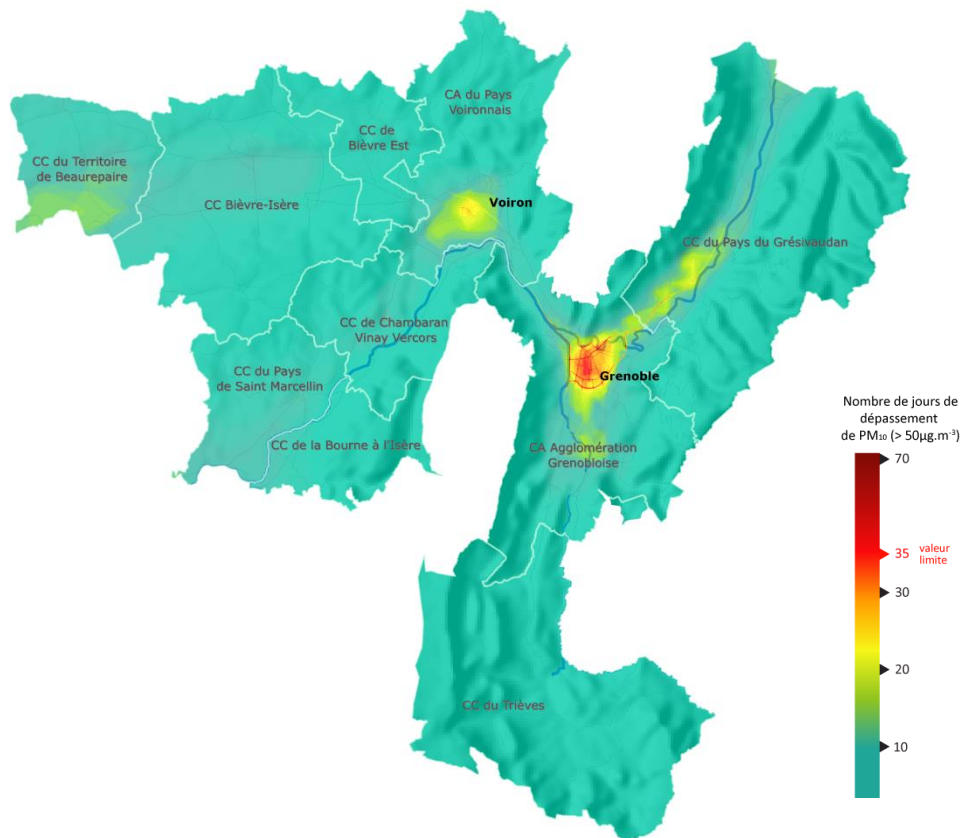 CA du Pays
Voironnais
CC de
Bièvre Est
CC du Territoire
de Beaurepaire
CC Bièvre-Isère
Voiron
CC du Pays du Grésivaudan
CC de Chambaran
Vinay Vercors
CC du Pays
de Saint Marcellin
Grenoble
CC de la Bourne à l'Isère
CA Agglomération
Grenobloise
CC du Trièves
Nombre de jours de
dépassement
de PM₁₀ (> 50µg.m⁻³)
70
35 valeur
limite
30
20
10